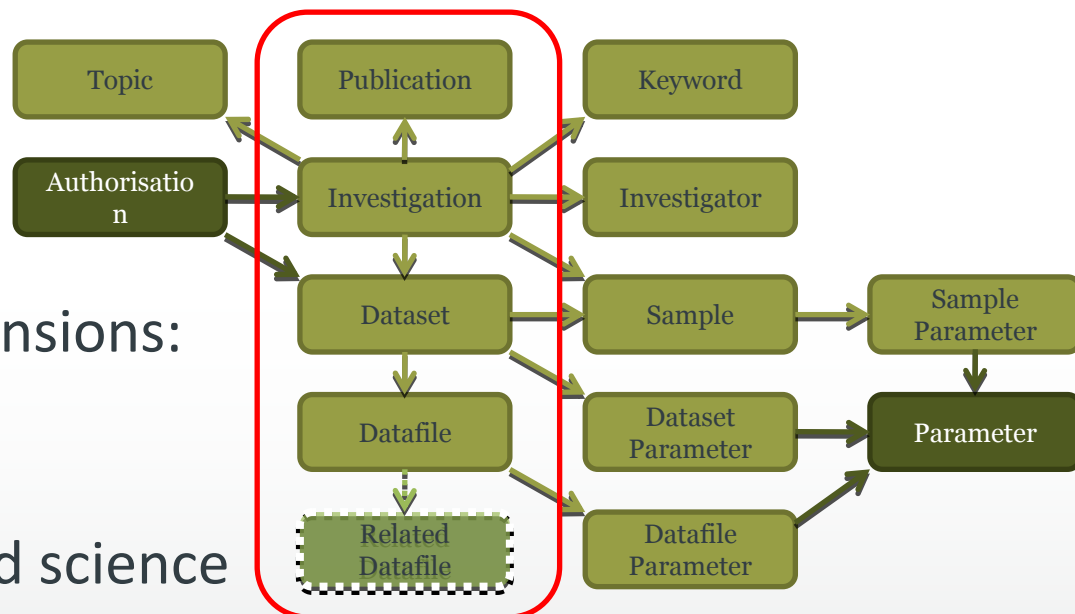 Topic
Publication
Keyword
Authorisatio
n
Investigation
Investigator
nsions:
Dataset
Sample
Sample
Parameter
Datafile
Dataset
Parameter
Parameter
d science
Related
Datafile
Datafile
Parameter